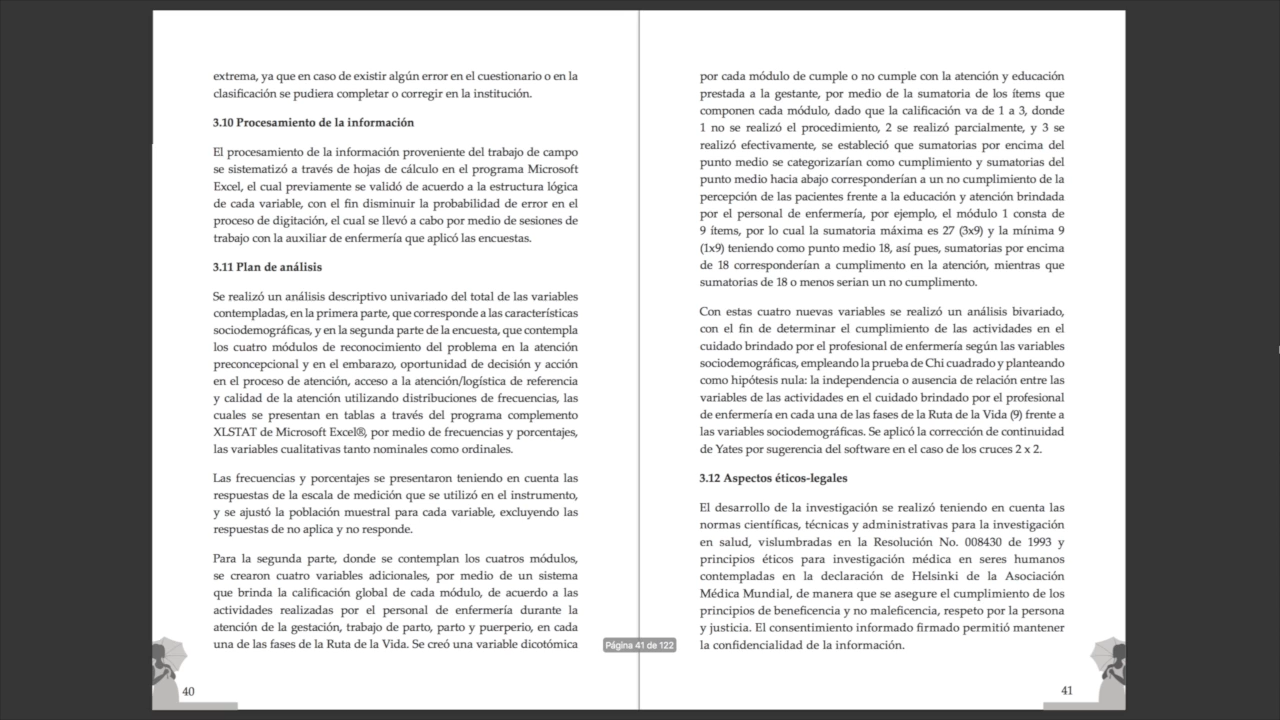 extrema, ya que en caso de existir algún error en el cuestionario o en la
clasificación se pudiera completar o corregir en la institución.
3.10 Procesamiento de la información
El procesamiento de la información proveniente del trabajo de campo
se sistematizó a través de hojas de cálculo en el programa Microsoft
Excel, el cual previamente se validó de acuerdo a la estructura lógica
de cada variable, con el fin disminuir la probabilidad de error en el
proceso de digitación, el cual se llevó a cabo por medio de sesiones de
trabajo con la auxiliar de enfermería que aplicó las encuestas.
3.11 Plan de análisis
Se realizó un análisis descriptivo univariado del total de las variables
contempladas, en la primera parte, que corresponde a las características
sociodemográficas, y en la segunda parte de la encuesta, que contempla
los cuatro módulos de reconocimiento del problema en la atención
preconcepcional y en el embarazo, oportunidad de decisión y acción
en el proceso de atención, acceso a la atención/logística de referencia
y calidad de la atención utilizando distribuciones de frecuencias, las
cuales se presentan en tablas a través del programa complemento
XLSTAT de Microsoft Excel®, por medio de frecuencias y porcentajes,
las variables cualitativas tanto nominales como ordinales.
Las frecuencias y porcentajes se presentaron teniendo en cuenta las
respuestas de la escala de medición que se utilizó en el instrumento,
y se ajustó la población muestral para cada variable, excluyendo las
respuestas de no aplica y no responde.
Para la segunda parte, donde se contemplan los cuatros módulos,
se crearon cuatro variables adicionales, por medio de un sistema
que brinda la calificación global de cada módulo, de acuerdo a las
actividades realizadas por el personal de enfermería durante la
atención de la gestación, trabajo de parto, parto y puerperio, en cada
una de las fases de la Ruta de la Vida. Se creó una variable dicotómica
40
por cada módulo de cumple o no cumple con la atención y educación
prestada a la gestante, por medio de la sumatoria de los ítems que
componen cada módulo, dado que la calificación va de 1 a 3, donde
1 no se realizó el procedimiento, 2 se realizó parcialmente, y 3 se
realizó efectivamente, se estableció que sumatorias por encima del
punto medio se categorizarían como cumplimiento y sumatorias del
punto medio hacia abajo corresponderían a un no cumplimiento de la
percepción de las pacientes frente a la educación y atención brindada
por el personal de enfermería, por ejemplo, el módulo 1 consta de
9 ítems, por lo cual la sumatoria máxima es 27 (3x9) y la mínima 9
(1x9) teniendo como punto medio 18, así pues, sumatorias por encima
de 18 corresponderían a cumplimento en la atención, mientras que
sumatorias de 18 o menos serian un no cumplimento.
Con estas cuatro nuevas variables se realizó un análisis bivariado,
con el fin de determinar el cumplimiento de las actividades en el
cuidado brindado por el profesional de enfermería según las variables
sociodemográficas, empleando la prueba de Chi cuadrado y planteando
como hipótesis nula: la independencia o ausencia de relación entre las
variables de las actividades en el cuidado brindado por el profesional
de enfermería en cada una de las fases de la Ruta de la Vida (9) frente a
las variables sociodemográficas. Se aplicó la corrección de continuidad
de Yates por sugerencia del software en el caso de los cruces 2 x 2.
3.12 Aspectos éticos-legales
El desarrollo de la investigación se realizó teniendo en cuenta las
normas científicas, técnicas y administrativas para la investigación
en salud, vislumbradas en la Resolución No. 008430 de 1993 y
principios éticos para investigación médica en seres humanos
contempladas en la declaración de Helsinki de la Asociación
Médica Mundial, de manera que se asegure el cumplimiento de los
principios de beneficencia y no maleficencia, respeto por la persona
y justicia. El consentimiento informado firmado permitió mantener
la confidencialidad de la información.
41
Página 41 de 122